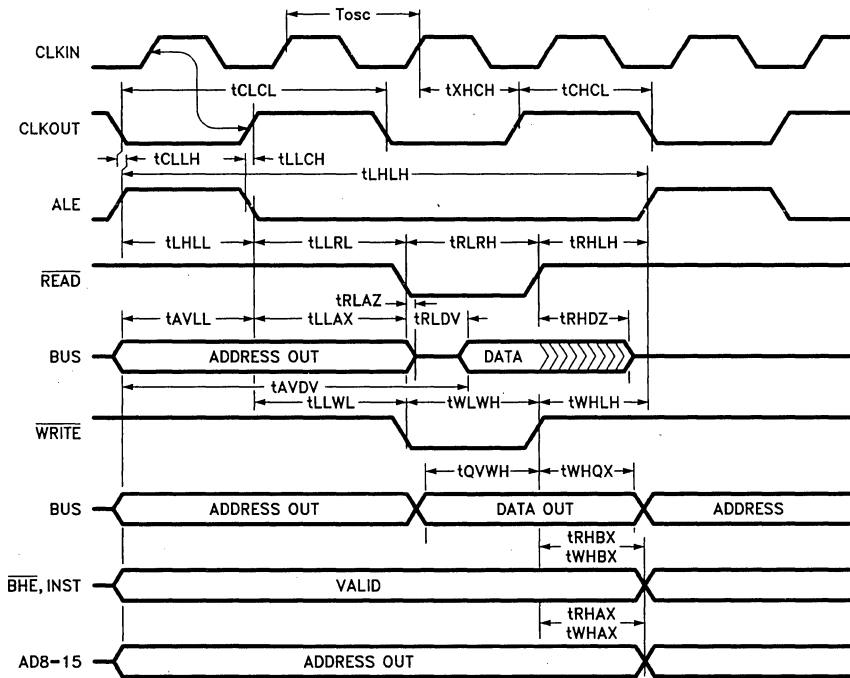 Tosc
CLKIN
tCLCL tXHCH tCHCL
CLKOUT
tCLLH tLLCH
tLHLH
ALE
tLHLL tLLRL tRLRH tRHLH
READ
tRLAZ
tAVLL tLLAX tRLDV tRHDZ
BUS ADDRESS OUT DATA
tAVDV
tLLWL tWLWH tWHLH
WRITE
tQVWH tWHQX
BUS ADDRESS OUT DATA OUT ADDRESS
tRHBX
tWHBX
BHE, INST VALID
tRHAX
tWHAX
AD8-15 ADDRESS OUT